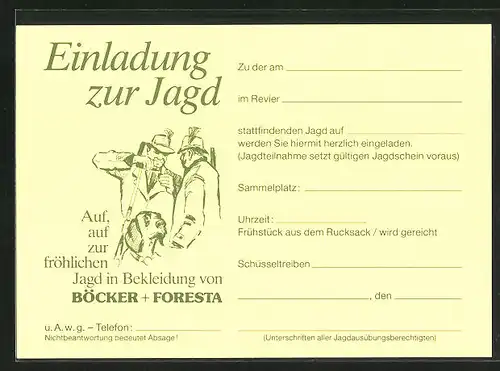 Einladung
zur Jagd
Auf,
auf
zur
fröhlichen
Jagd in Bekleidung von
BÖCKER + FORESTA
u. A. w. g. – Telefon:
Nichtbeantwortung bedeutet Absage!
Zu der am
im Revier
stattfindenden Jagd auf
werden Sie hiermit herzlich eingeladen.
(Jagdteilnahme setzt gültigen Jagdschein voraus)
Sammelplatz:
Uhrzeit:
Frühstück aus dem Rucksack / wird gereicht
Schüsseltreiben
, den
(Unterschriften aller Jagdausübungsberechtigten)